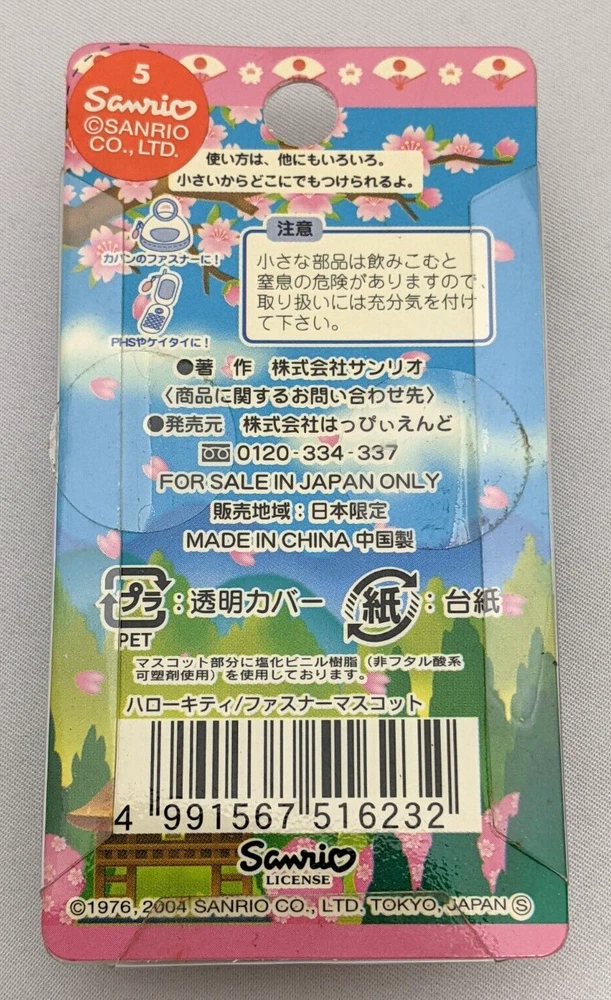 5
Sanrio
©SANRIO
CO., LTD.
使い方は、他にもいろいろ。
小さいからどこにでもつけられるよ。
カバンのファスナーに!
PHSやケイタイに!
注意
小さな部品は飲みこむと
窒息の危険がありますので、
取り扱いには充分気を付け
て下さい。
●著 作 株式会社サンリオ
〈商品に関するお問い合わせ先〉
●発売元 株式会社はっぴぃえんど
0120-334-337
FOR SALE IN JAPAN ONLY
販売地域:日本限定
MADE IN CHINA 中国製
プラ:透明カバー 紙:台紙
PET
マスコット部分に塩化ビニル樹脂(非フタル酸系
可塑剤使用)を使用しております。
ハローキティ/ファスナーマスコット
4 991567 516232
Sanrio
LICENSE
©1976, 2004 SANRIO CO., LTD. TOKYO, JAPAN Ⓢ